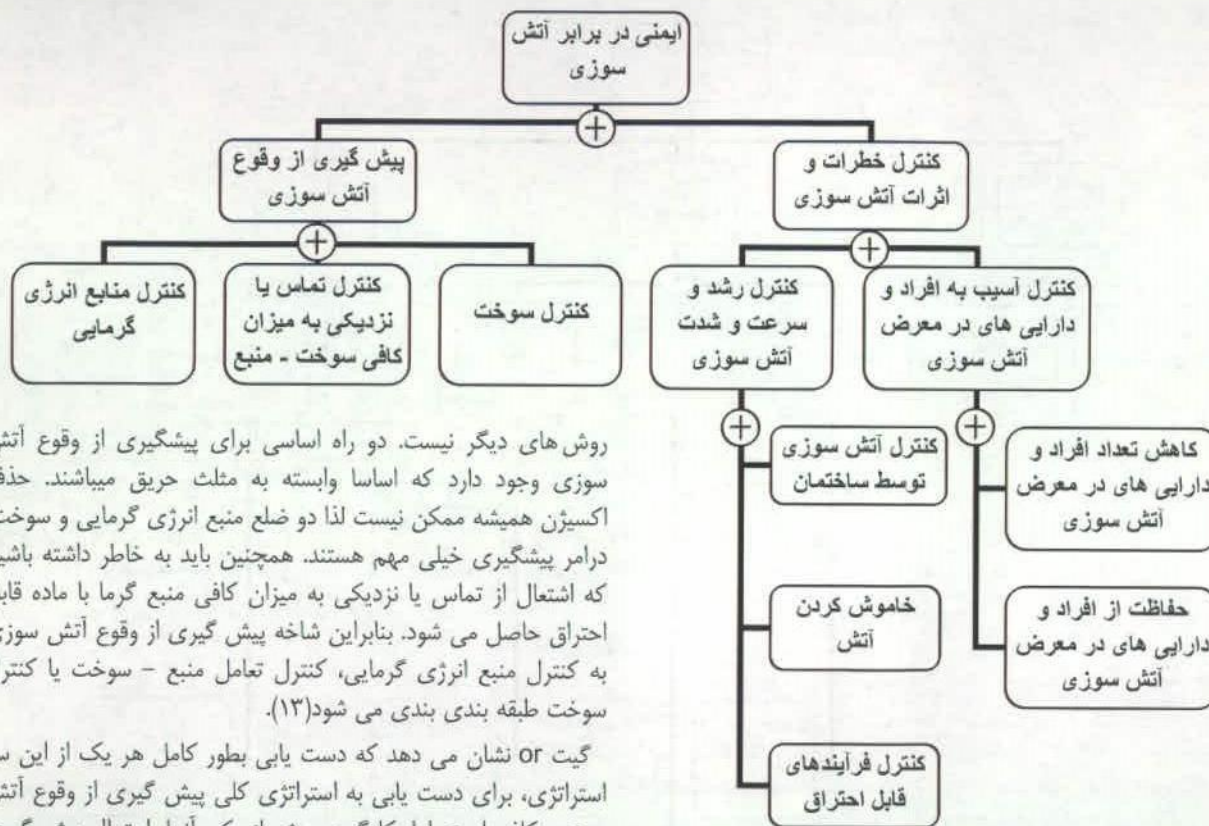 ایمنی در برابر آتش
سوزی
+
پیش گیری از وقوع
آتش سوزی
کنترل خطرات و
اثرات آتش سوزی
+
+
کنترل منابع انرژی
گرمایی
کنترل تماس یا
نزدیکی به میزان
کافی سوخت - منبع
کنترل سوخت
کنترل رشد و
سرعت و شدت
آتش سوزی
کنترل آسیب به افراد و
دارایی های در معرض
آتش سوزی
+
+
کنترل آتش سوزی
توسط ساختمان
خاموش کردن
آتش
کنترل فرآیندهای
قابل احتراق
کاهش تعداد افراد و
دارایی های در معرض
آتش سوزی
حفاظت از افراد و
دارایی های در معرض
آتش سوزی
روش های دیگر نیست. دو راه اساسی برای پیشگیری از وقوع آتش
سوزی وجود دارد که اساسا وابسته به مثلث حریق میباشند. حذف
اکسیژن همیشه ممکن نیست لذا دو ضلع منبع انرژی گرمایی و سوخت
درامر پیشگیری خیلی مهم هستند. همچنین باید به خاطر داشته
که اشتعال از تماس یا نزدیکی به میزان کافی منبع گرما با ماده
احتراق حاصل می شود. بنابراین شاخه پیش گیری از وقوع آتش سوزی
به کنترل منبع انرژی گرمایی، کنترل تعامل منبع – سوخت یا
سوخت طبقه بندی بندی می شود(۱۳).
گیت or نشان می دهد که دست یابی بطور کامل هر یک از این
استراتژی، برای دست یابی به استراتژی کلی پیش گیری از وقوع آتش